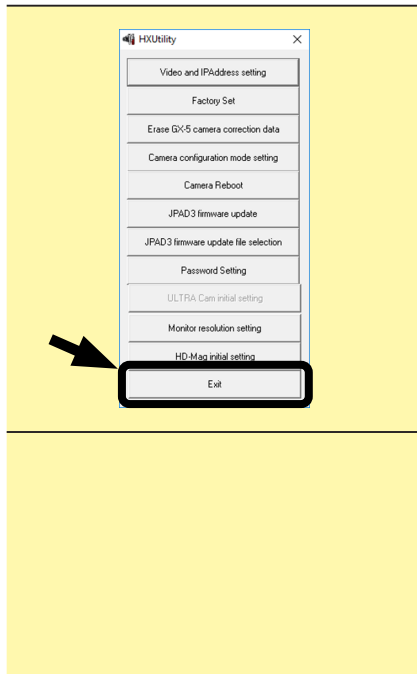 HXUtility
Video and IPAddress setting
Factory Set
Erase GX-5 camera correction data
Camera configuration mode setting
Camera Reboot
JPAD3 firmware update
JPAD3 firmware update file selection
Password Setting
ULTRA Cam initial setting
Monitor resolution setting
HD-Mag initial setting
Exit